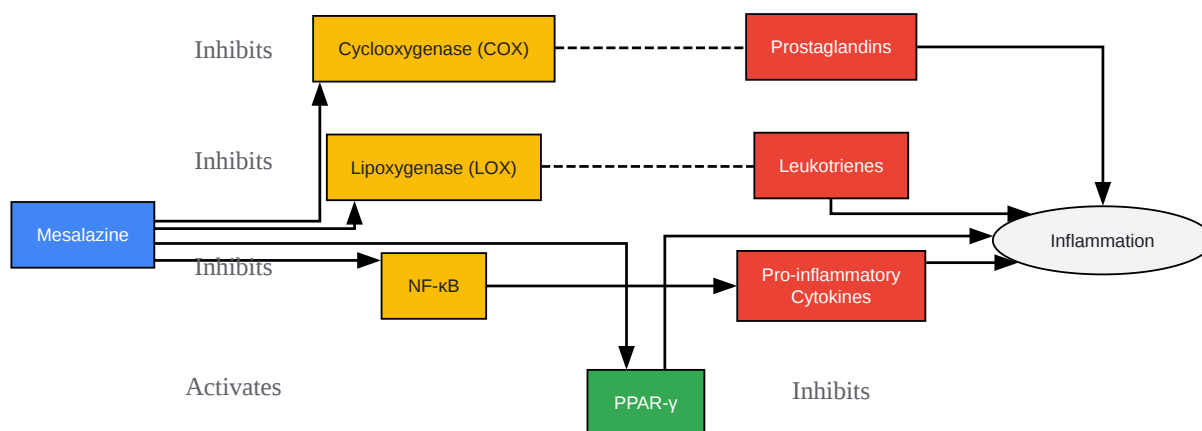 Inhibits
Cyclooxygenase (COX)
Prostaglandins
Inhibits
Lipoxygenase (LOX)
Leukotrienes
Mesalazine
Inflammation
Inhibits
NF-κB
Pro-inflammatory
Cytokines
Activates
PPAR-γ
Inhibits